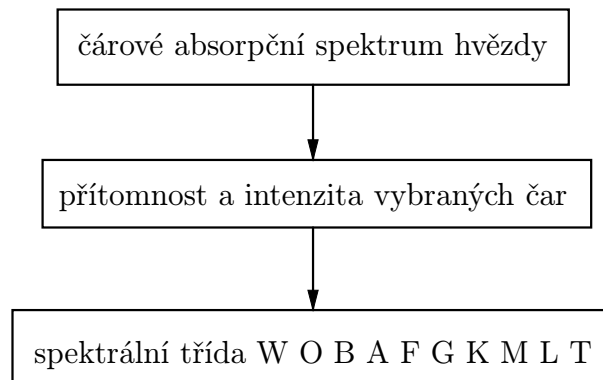 čárové absorpční spektrum hvězdy
přítomnost a intenzita vybraných čar
spektrální třída W O B A F G K M L T